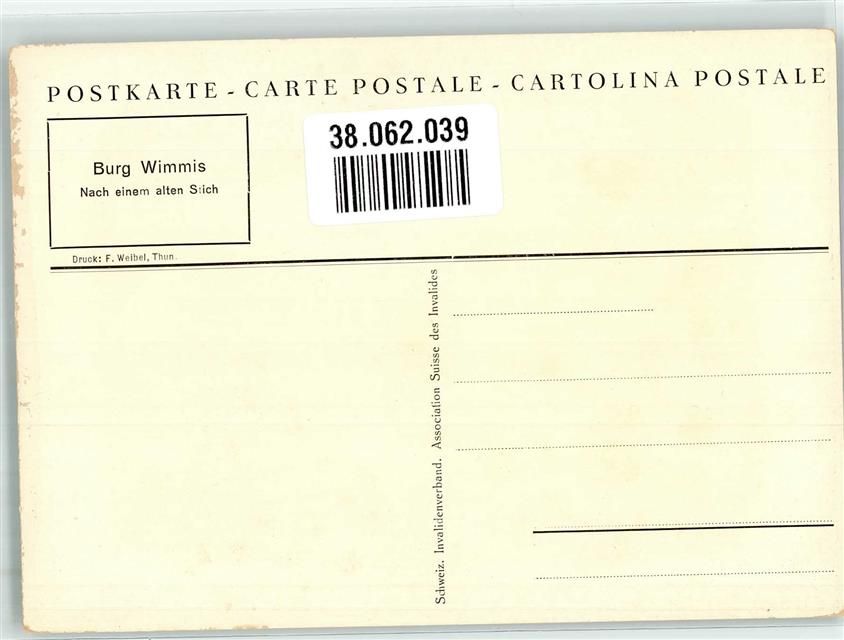 POSTKARTE - CARTE POSTALE - CARTOLINA POSTALE
38.062.039
Burg Wimmis
Nach einem alten Stich
Druck: F. Weibel, Thun.
Schweiz. Invalidenverband. Association Suisse des Invalides